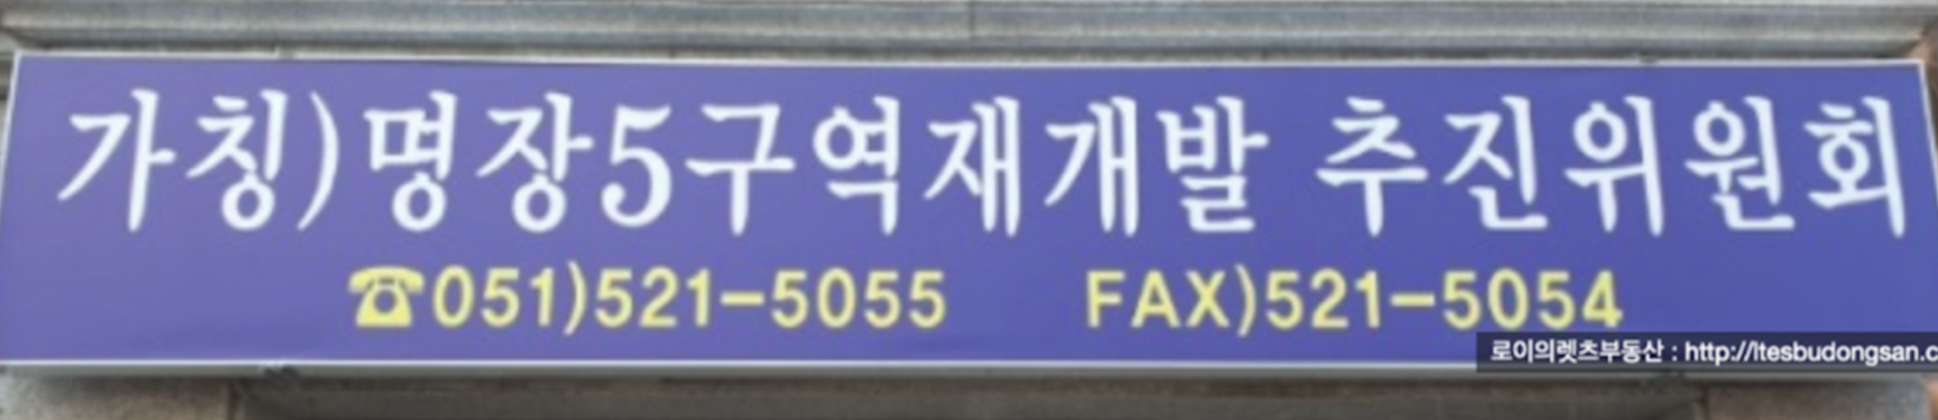 가칭)명장5구역재개발 추진위원회
☎051)521-5055 FAX)521-5054
로이의렛츠부동산 : http://ltesbudongsan.c